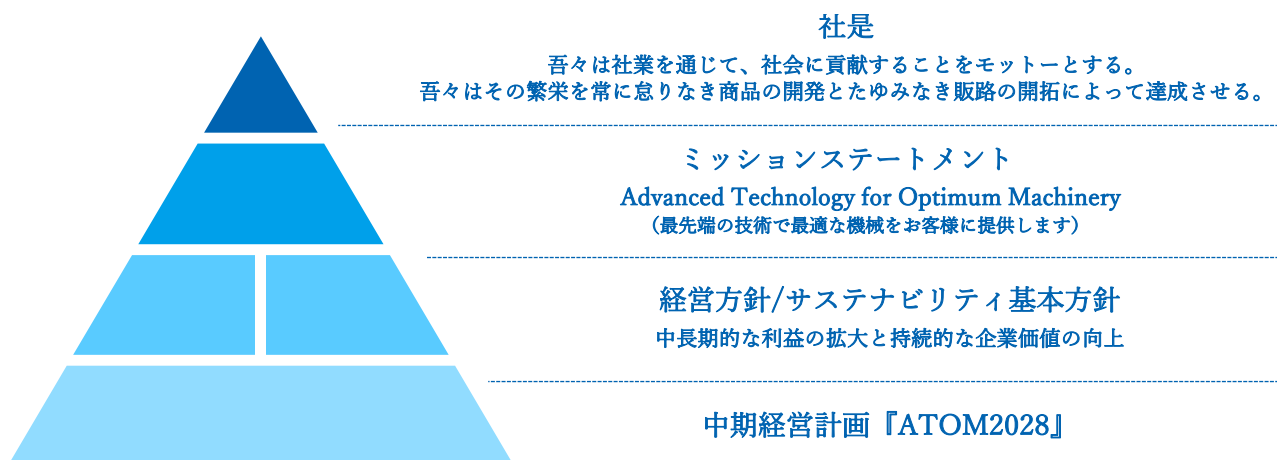 社是
吾々は社業を通じて、社会に貢献することをモットーとする。
吾々はその繁栄を常に怠りなき商品の開発とたゆみなき販路の開拓によって達成させる。
ミッションステートメント
Advanced Technology for Optimum Machinery
（最先端の技術で最適な機械をお客様に提供します）
経営方針/サステナビリティ基本方針
中長期的な利益の拡大と持続的な企業価値の向上
中期経営計画『ATOM2028』